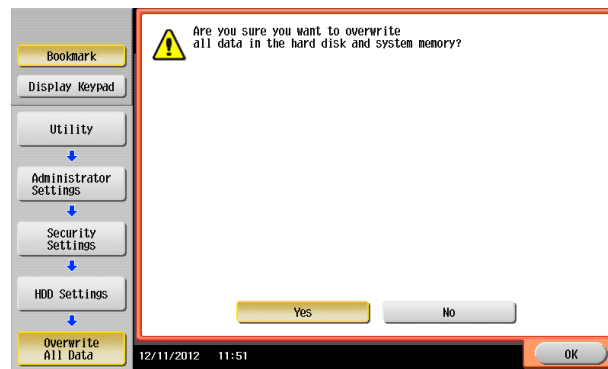 Are you sure you want to overwrite
all data in the hard disk and system memory?
Bookmark
Display Keypad
Utility
Administrator
Settings
Security
Settings
HDD Settings
Overwrite
All Data
Yes
No
12/11/2012 11:51
OK